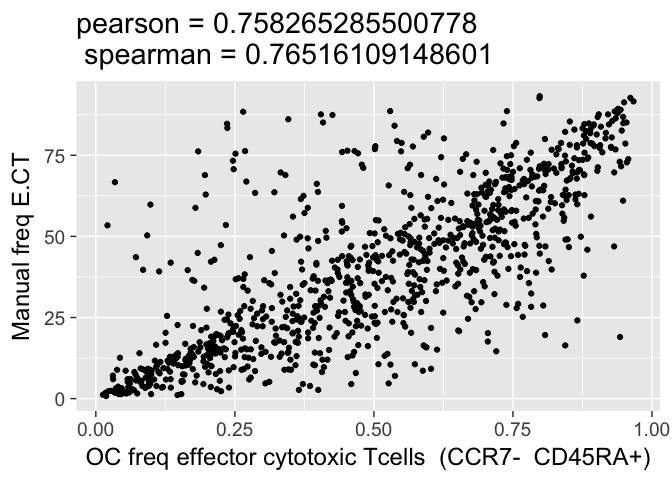 pearson = 0.758265285500778
spearman = 0.76516109148601
Manual freq E.CT
75
50
25
0
0.00 0.25 0.50 0.75 1.00
OC freq effector cytotoxic Tcells  (CCR7-  CD45RA+)